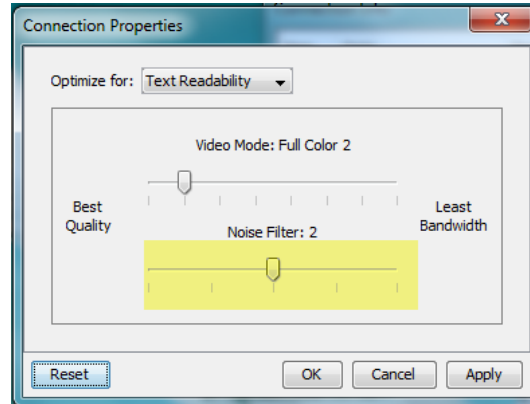 Connection Properties
Optimize for: Text Readability
Video Mode: Full Color 2
Best Quality
Least Bandwidth
Noise Filter: 2
Reset OK Cancel Apply